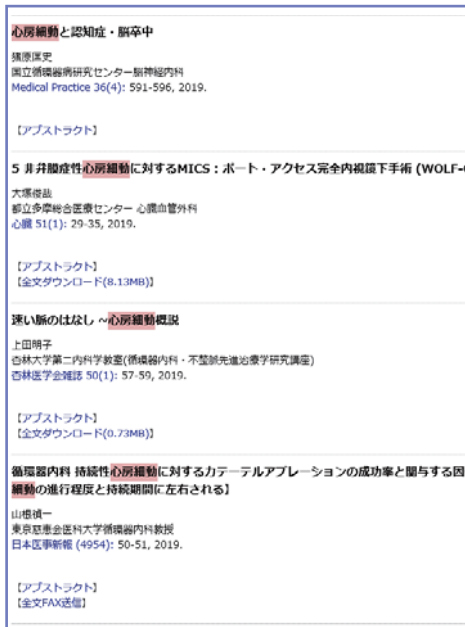 心房細動と認知症・脳卒中
猪原匡史
国立循環器病研究センター脳神経内科
Medical Practice 36(4): 591-596, 2019.
【アブストラクト】
5 非弁膜症性心房細動に対するMICS：ポート・アクセス完全内視鏡下手術 (WOLF-
大塚俊哉
都立多摩総合医療センター 心臓血管外科
心臓 51(1): 29-35, 2019.
【アブストラクト】
【全文ダウンロード(8.13MB)】
速い脈のはなし ～心房細動概説
上田明子
杏林大学第二内科学教室(循環器内科・不整脈先進治療学研究講座)
杏林医学会雑誌 50(1): 57-59, 2019.
【アブストラクト】
【全文ダウンロード(0.73MB)】
循環器内科 持続性心房細動に対するカテーテルアブレーションの成功率と関与する因
細動の進行程度と持続期間に左右される】
山根禎一
東京慈恵会医科大学循環器内科教授
日本医事新報 (4954): 50-51, 2019.
【アブストラクト】
【全文FAX送信】